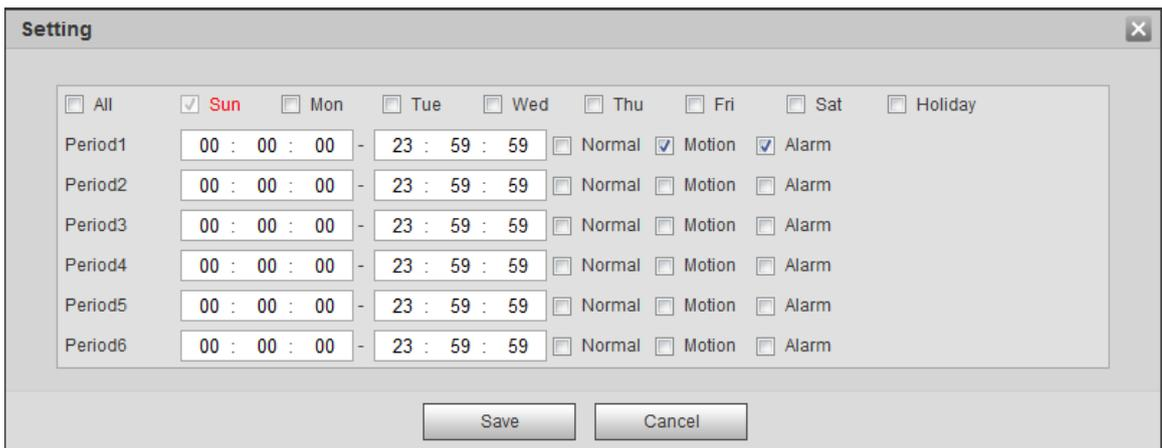 Setting
All Sun Mon Tue Wed Thu Fri Sat Holiday
Period1 00 : 00 : 00 - 23 : 59 : 59 Normal Motion Alarm
Period2 00 : 00 : 00 - 23 : 59 : 59 Normal Motion Alarm
Period3 00 : 00 : 00 - 23 : 59 : 59 Normal Motion Alarm
Period4 00 : 00 : 00 - 23 : 59 : 59 Normal Motion Alarm
Period5 00 : 00 : 00 - 23 : 59 : 59 Normal Motion Alarm
Period6 00 : 00 : 00 - 23 : 59 : 59 Normal Motion Alarm
Save Cancel